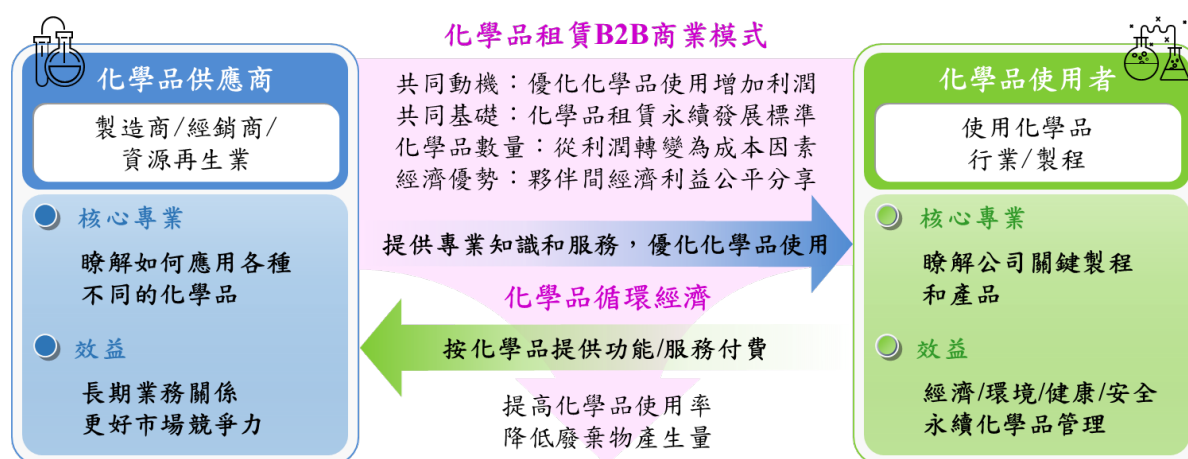 化學品租賃B2B商業模式
化學品供應商
製造商/經銷商/
資源再生業
核心專業
瞭解如何應用各種
不同的化學品
效益
長期業務關係
更好市場競爭力
共同動機：優化化學品使用增加利潤
共同基礎：化學品租賃永續發展標準
化學品數量：從利潤轉變為成本因素
經濟優勢：夥伴間經濟利益公平分享
提供專業知識和服務，優化化學品使用
化學品循環經濟
按化學品提供功能/服務付費
提高化學品使用率
降低廢棄物產生量
化學品使用者
使用化學品
行業/製程
核心專業
瞭解公司關鍵製程
和產品
效益
經濟/環境/健康/安全
永續化學品管理